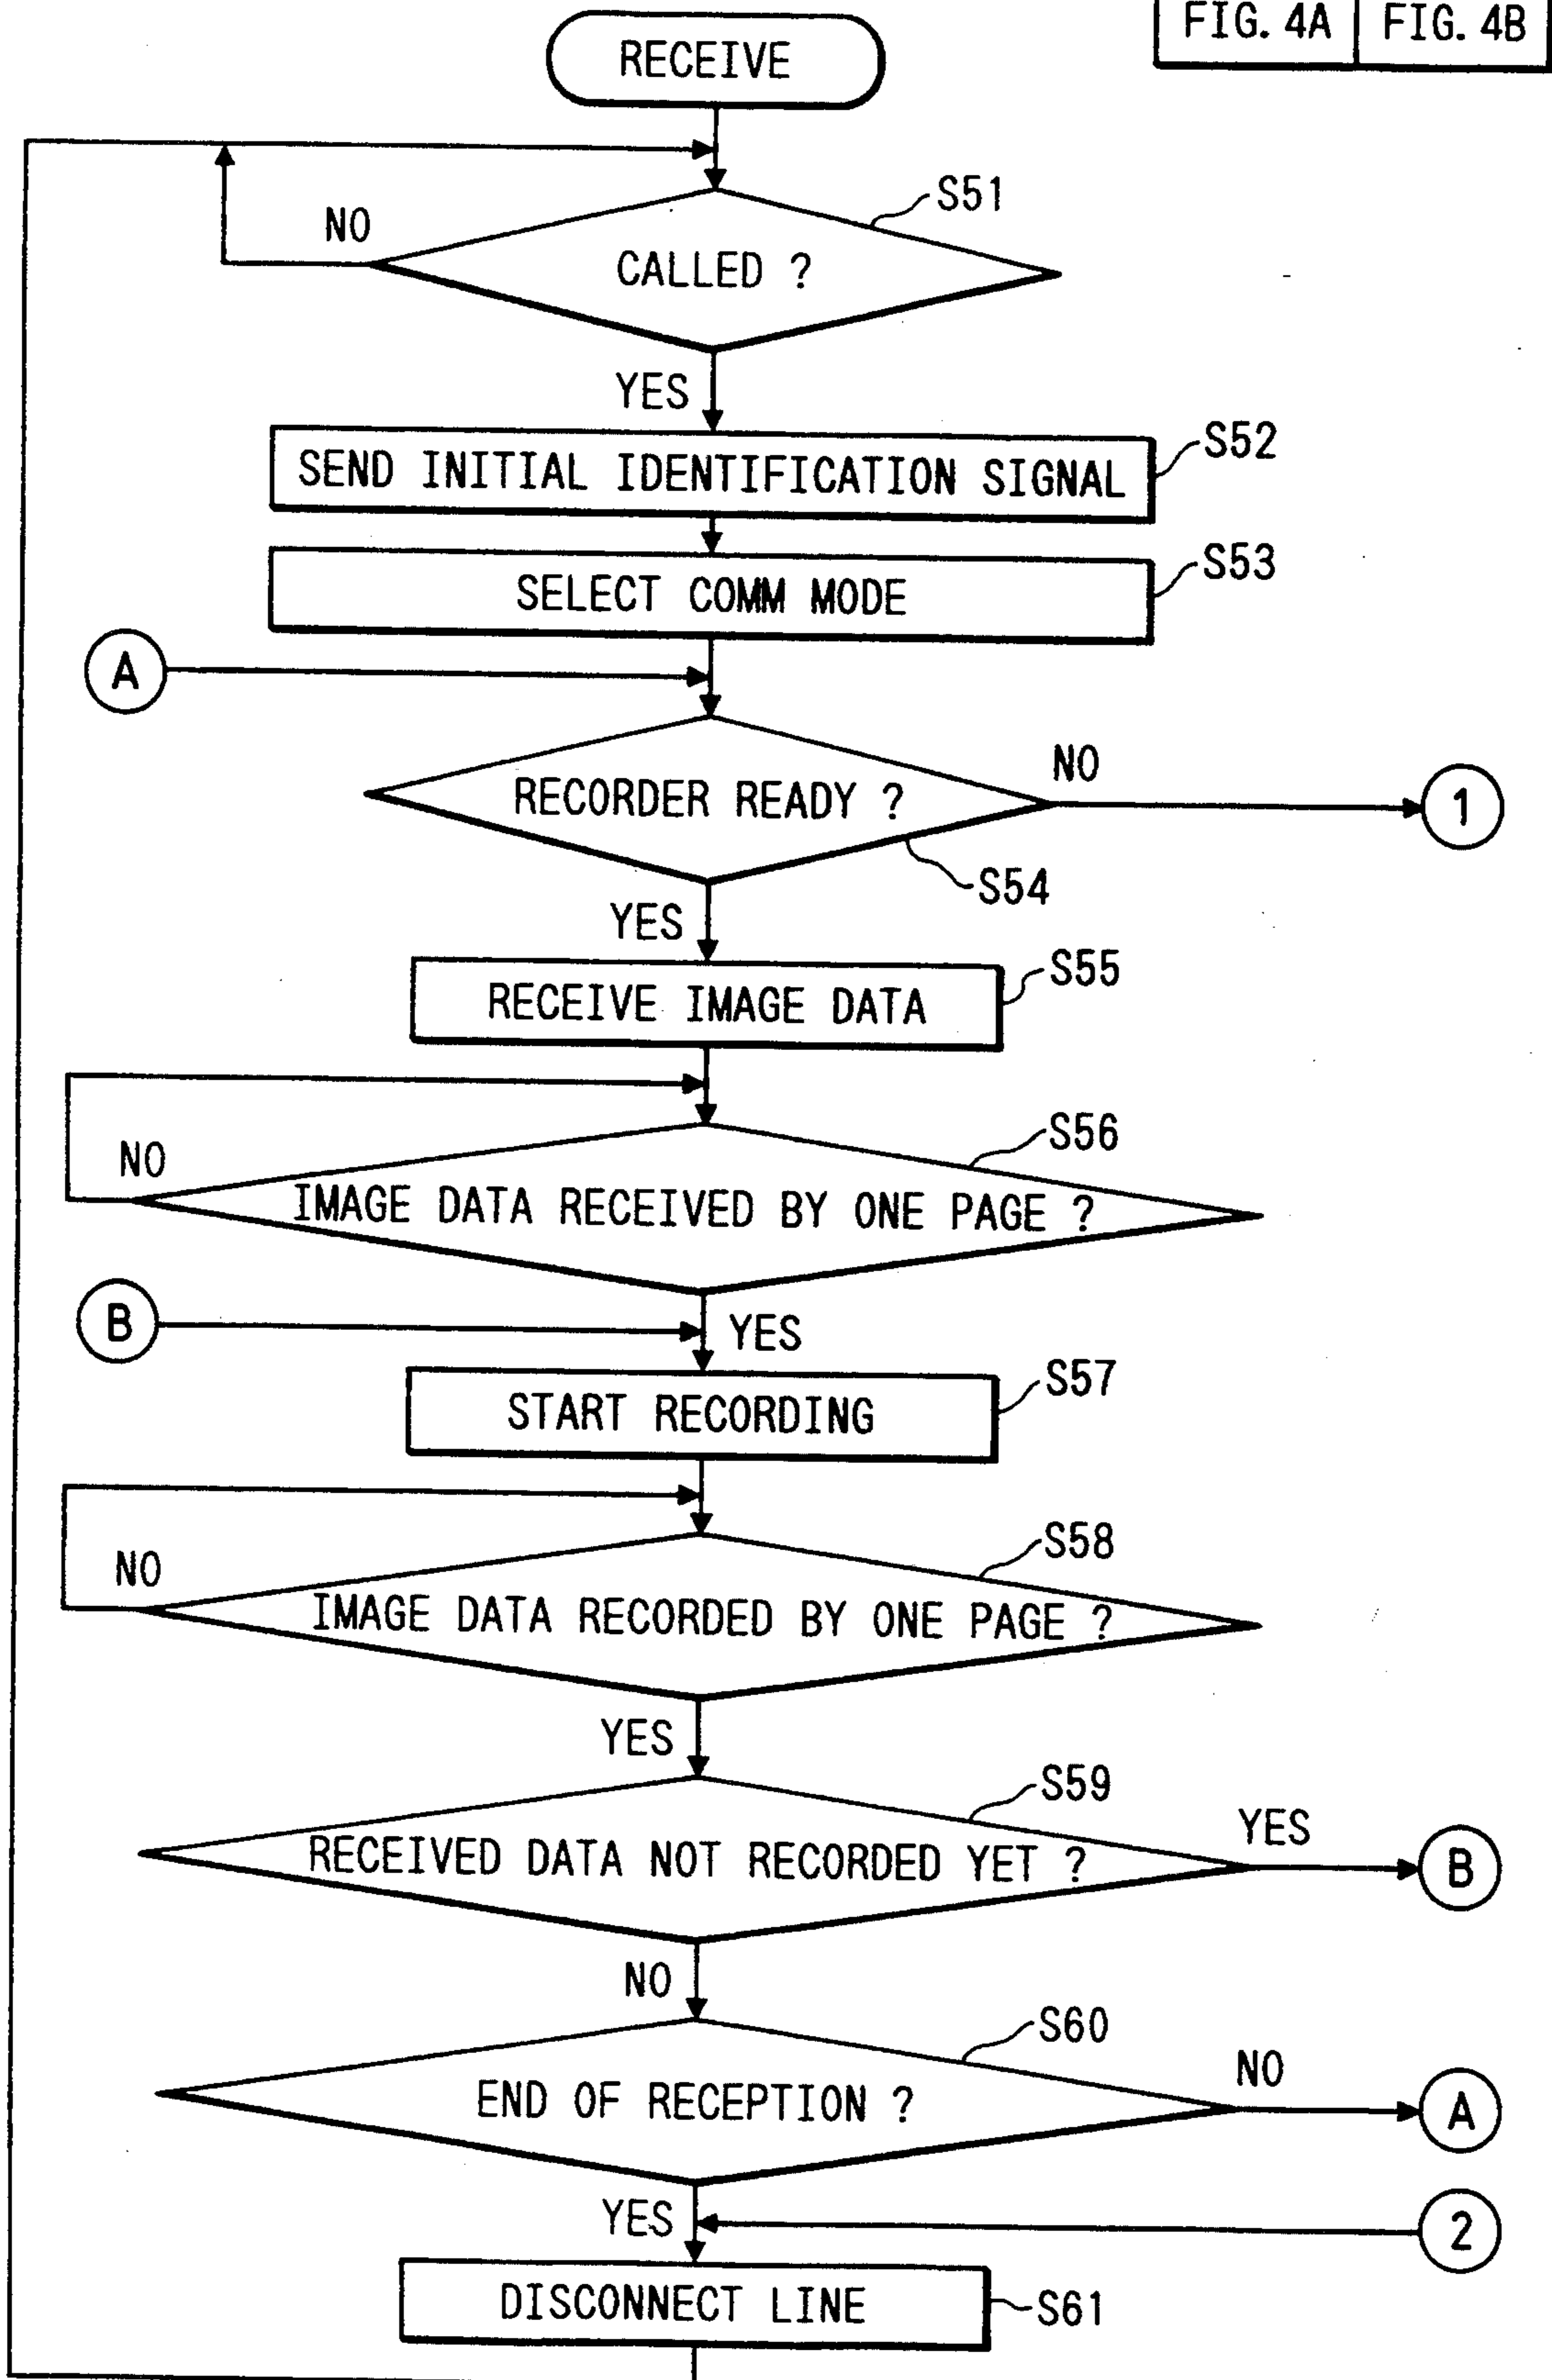 FIG. 4A FIG. 4B
RECEIVE
S51
NO
CALLED ?
YES
S52
SEND INITIAL IDENTIFICATION SIGNAL
S53
SELECT COMM MODE
A
NO
RECORDER READY ?
1
S54
YES
S55
RECEIVE IMAGE DATA
S56
NO
IMAGE DATA RECEIVED BY ONE PAGE ?
B
YES
S57
START RECORDING
S58
NO
IMAGE DATA RECORDED BY ONE PAGE ?
YES
S59
YES
RECEIVED DATA NOT RECORDED YET ?
B
NO
S60
NO
END OF RECEPTION ?
A
YES
2
DISCONNECT LINE
S61